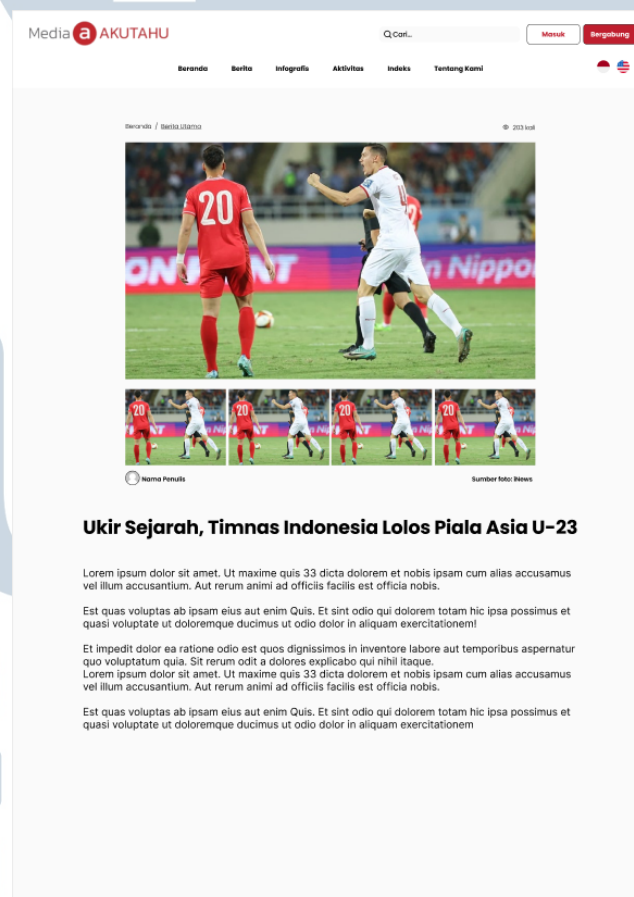 Media a AKUTAHU
Cari...
Masuk
Bergabung
Beranda Berita Infografis Aktivitas Indeks Tentang Kami
Beranda / Berita Utama
203 kali
20
4
ON
NT
n Nippo
20 20 20 20
Nama Penulis
Sumber foto: iNews
Ukir Sejarah, Timnas Indonesia Lolos Piala Asia U-23
Lorem ipsum dolor sit amet. Ut maxime quis 33 dicta dolorem et nobis ipsam cum alias accusamus
vel illum accusantium. Aut rerum animi ad officiis facilis est officia nobis.
Est quas voluptas ab ipsam eius aut enim Quis. Et sint odio qui dolorem totam hic ipsa possimus et
quasi voluptate ut doloremque ducimus ut odio dolor in aliquam exercitationem!
Et impedit dolor ea ratione odio est quos dignissimos in inventore labore aut temporibus aspernatur
quo voluptatum quia. Sit rerum odit a dolores explicabo qui nihil itaque.
Lorem ipsum dolor sit amet. Ut maxime quis 33 dicta dolorem et nobis ipsam cum alias accusamus
vel illum accusantium. Aut rerum animi ad officiis facilis est officia nobis.
Est quas voluptas ab ipsam eius aut enim Quis. Et sint odio qui dolorem totam hic ipsa possimus et
quasi voluptate ut doloremque ducimus ut odio dolor in aliquam exercitationem